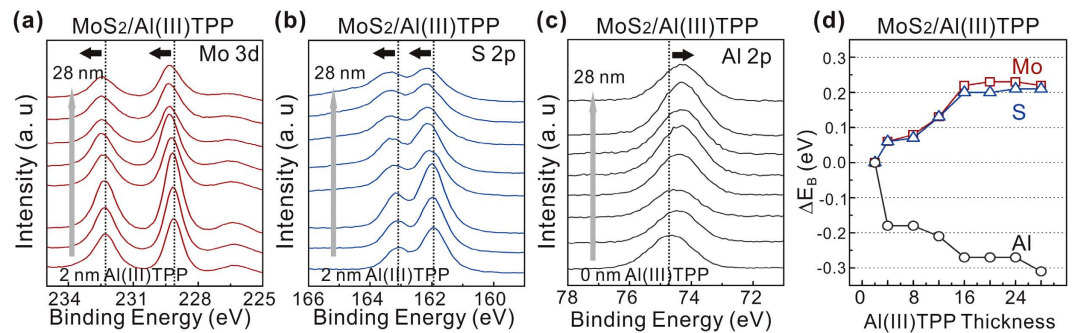 (a) MoS₂/Al(III)TPP
Mo 3d
28 nm
2 nm Al(III)TPP
Intensity (a. u)
234 231 228 225
Binding Energy (eV)
(b) MoS₂/Al(III)TPP
S 2p
28 nm
2 nm Al(III)TPP
Intensity (a. u)
166 164 162 160
Binding Energy (eV)
(c) MoS₂/Al(III)TPP
Al 2p
28 nm
0 nm Al(III)TPP
Intensity (a. u)
78 76 74 72
Binding Energy (eV)
(d) MoS₂/Al(III)TPP
Mo
S
Al
0.3
0.2
0.1
0.0
-0.1
-0.2
-0.3
ΔE_B (eV)
0 8 16 24
Al(III)TPP Thickness